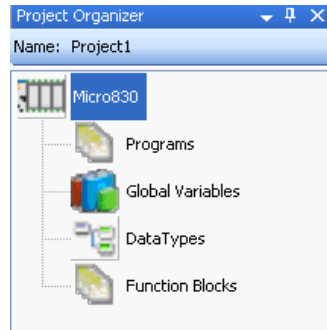 Project Organizer
Name: Project1
Micro830
Programs
Global Variables
DataTypes
Function Blocks